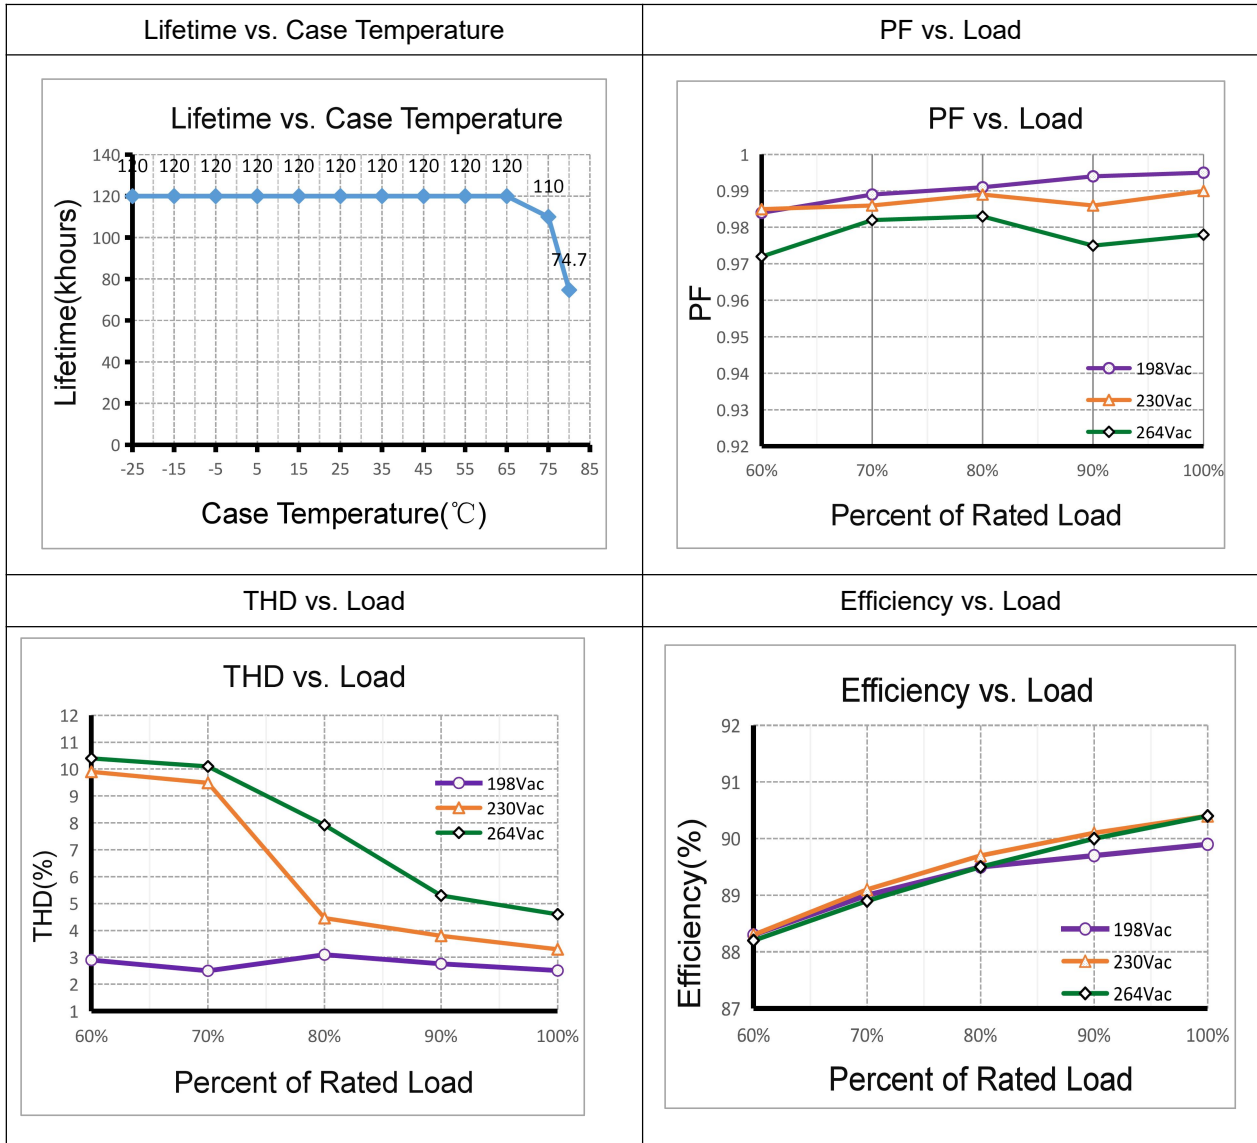 Lifetime vs. Case Temperature
PF vs. Load
Lifetime vs. Case Temperature
140
120 120 120 120 120 120 120 120 120 120
110
74.7
120
100
80
60
40
20
0
-25 -15 -5 5 15 25 35 45 55 65 75 85
Lifetime(khours)
Case Temperature(℃)
PF vs. Load
1
0.99
0.98
0.97
0.96
0.95
0.94
0.93
0.92
PF
198Vac
230Vac
264Vac
60% 70% 80% 90% 100%
Percent of Rated Load
THD vs. Load
Efficiency vs. Load
THD vs. Load
12
11
10
9
8
7
6
5
4
3
2
1
THD(%)
198Vac
230Vac
264Vac
60% 70% 80% 90% 100%
Percent of Rated Load
Efficiency vs. Load
92
91
90
89
88
87
Efficiency(%)
198Vac
230Vac
264Vac
60% 70% 80% 90% 100%
Percent of Rated Load